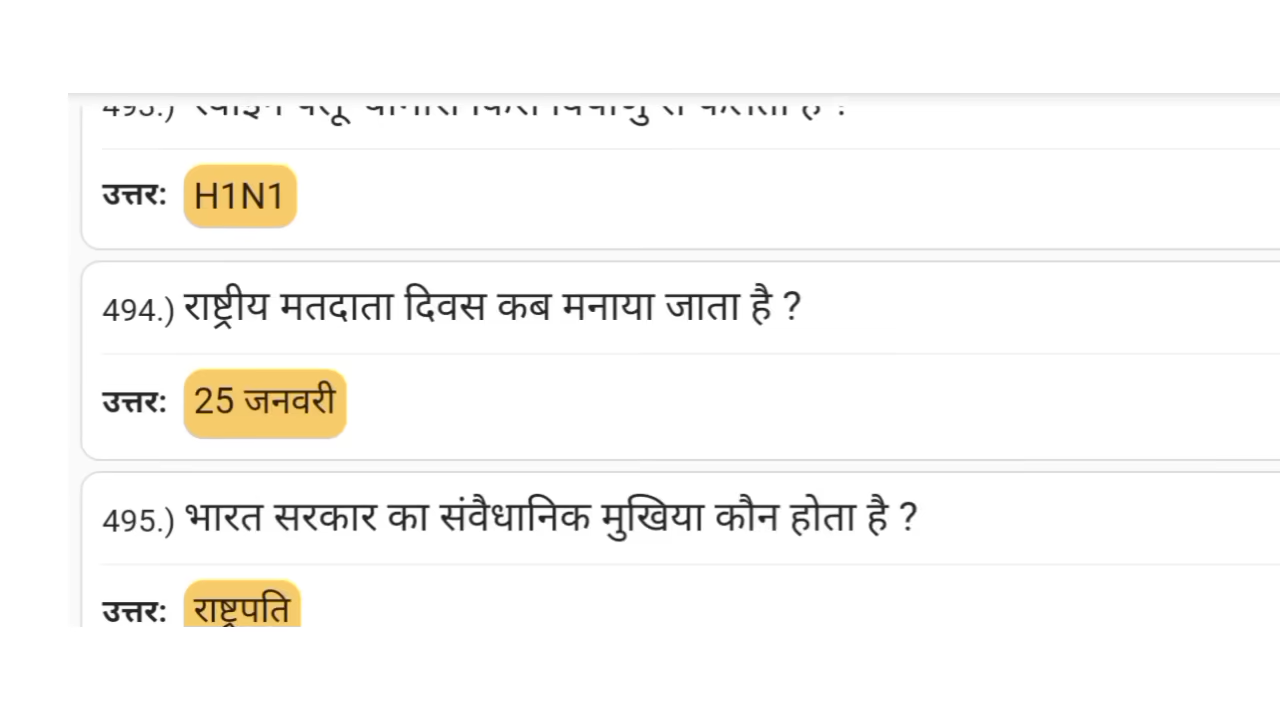 उत्तर: H1N1
494.) राष्ट्रीय मतदाता दिवस कब मनाया जाता है ?
उत्तर: 25 जनवरी
495.) भारत सरकार का संवैधानिक मुखिया कौन होता है ?
उत्तर: राष्ट्रपति